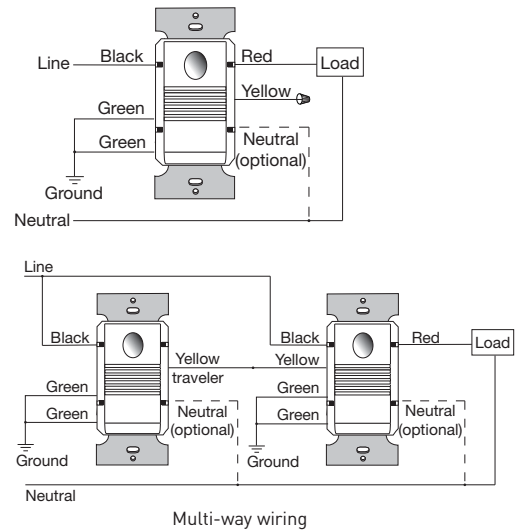 Line
Black
Red
Load
Yellow
Green
Green
Neutral
(optional)
Ground
Neutral
Line
Black
Yellow
traveler
Black
Yellow
Red
Load
Green
Green
Neutral
(optional)
Green
Green
Neutral
(optional)
Ground
Ground
Neutral
Multi-way wiring